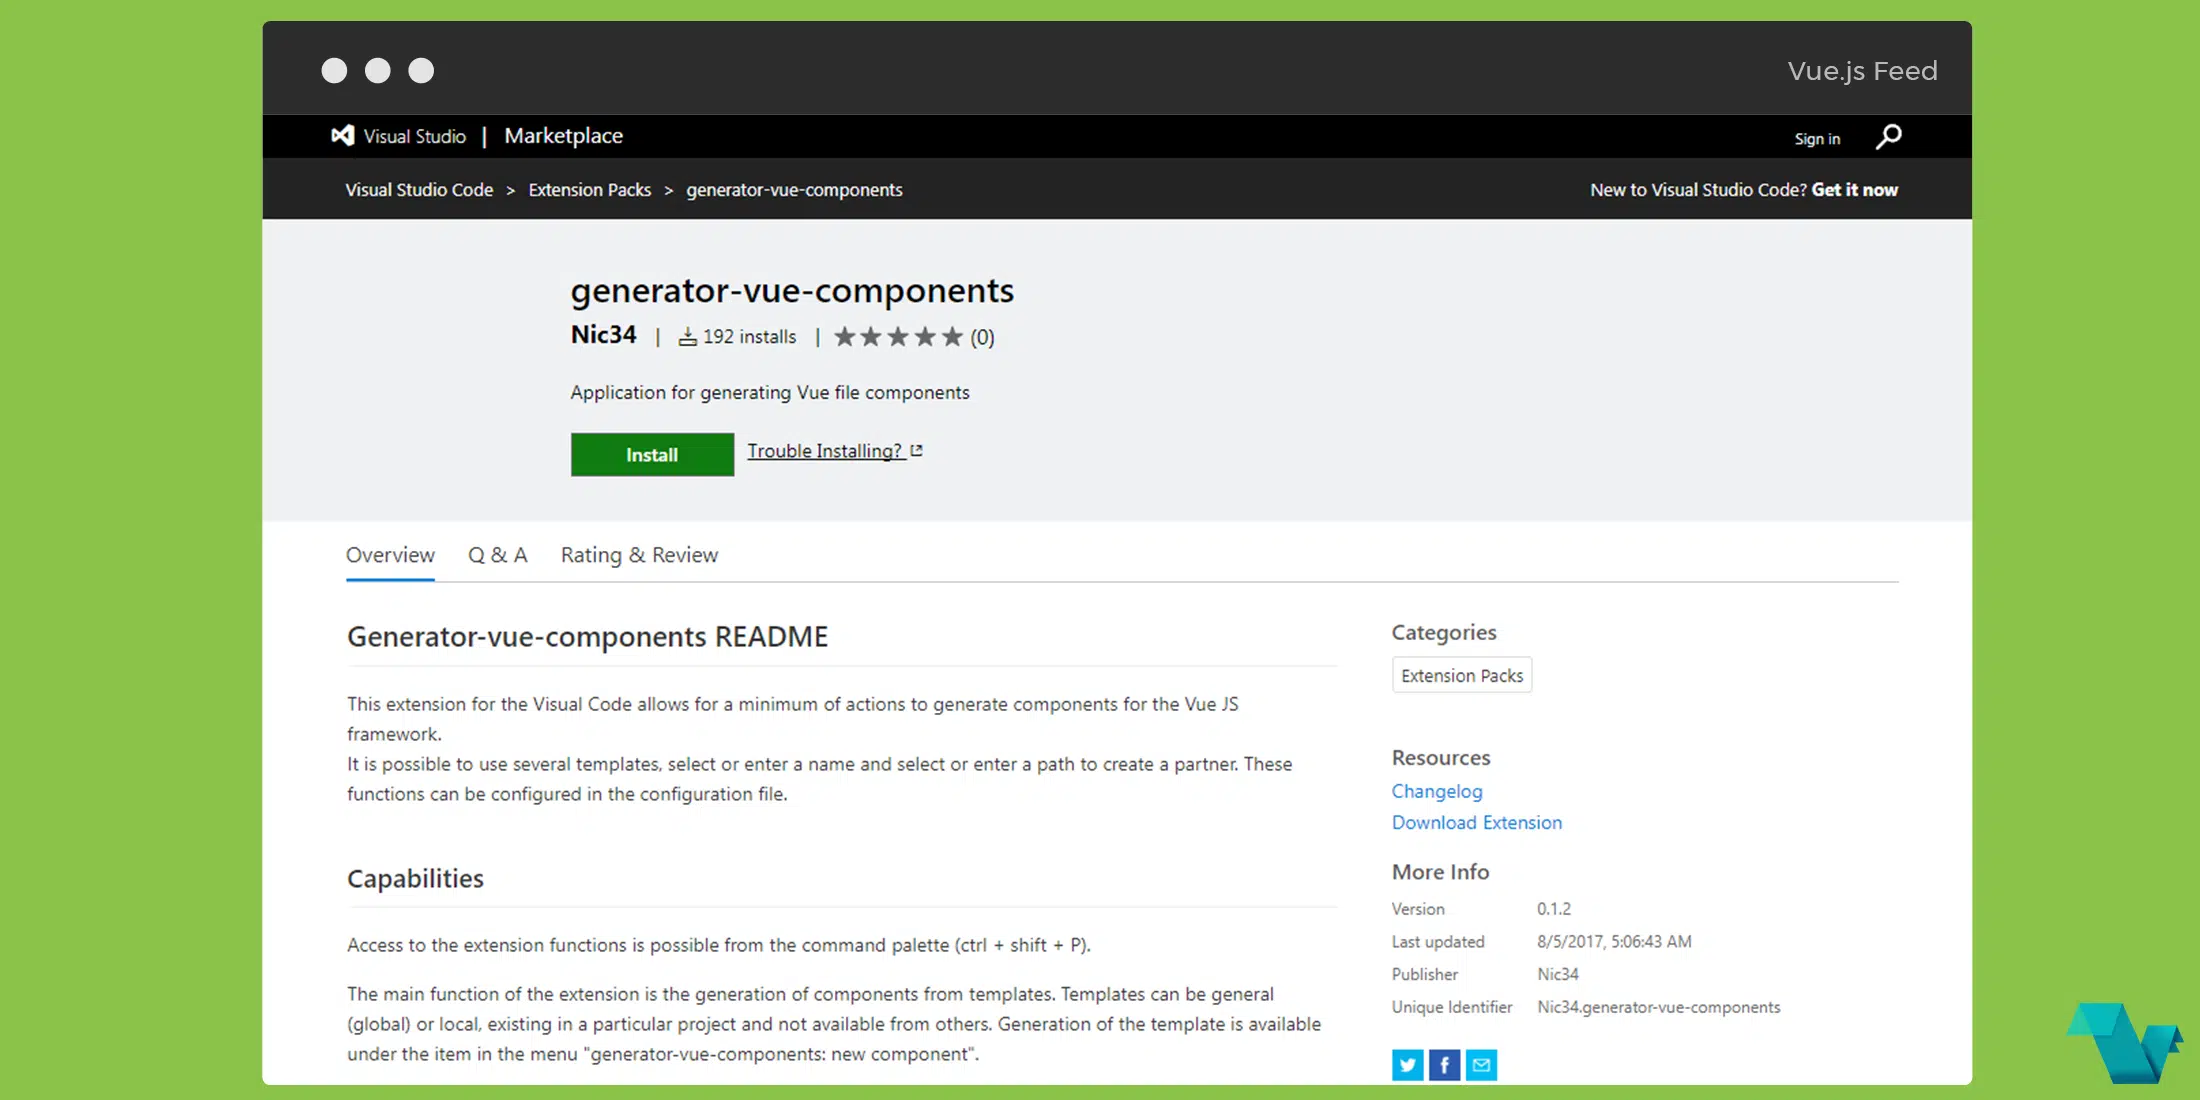 Vue.js Feed
Visual Studio | Marketplace
Sign in
Visual Studio Code > Extension Packs > generator-vue-components
New to Visual Studio Code? Get it now
generator-vue-components
Nic34 | 192 installs | ★★★★★ (0)
Application for generating Vue file components
Install
Trouble Installing?
Overview Q & A Rating & Review
Generator-vue-components README
This extension for the Visual Code allows for a minimum of actions to generate components for the Vue JS
framework.
It is possible to use several templates, select or enter a name and select or enter a path to create a partner. These
functions can be configured in the configuration file.
Capabilities
Access to the extension functions is possible from the command palette (ctrl + shift + P).
The main function of the extension is the generation of components from templates. Templates can be general
(global) or local, existing in a particular project and not available from others. Generation of the template is available
under the item in the menu "generator-vue-components: new component".
Categories
Extension Packs
Resources
Changelog
Download Extension
More Info
Version 0.1.2
Last updated 8/5/2017, 5:06:43 AM
Publisher Nic34
Unique Identifier Nic34.generator-vue-components